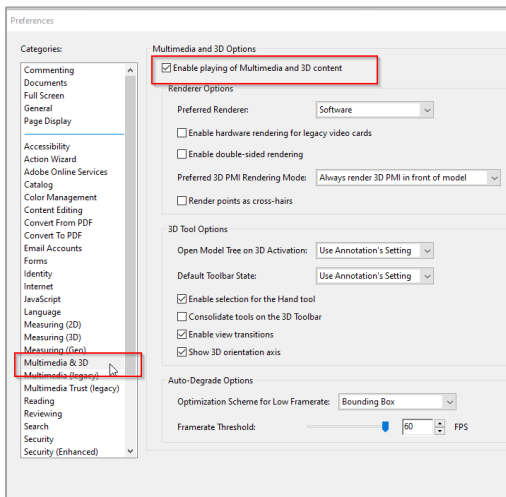 Preferences
Categories:
Commenting
Documents
Full Screen
General
Page Display
Accessibility
Action Wizard
Adobe Online Services
Catalog
Color Management
Content Editing
Convert From PDF
Convert To PDF
Email Accounts
Forms
Identity
Internet
JavaScript
Language
Measuring (2D)
Measuring (3D)
Measuring (Geo)
Multimedia & 3D
Multimedia (legacy)
Multimedia Trust (legacy)
Reading
Reviewing
Search
Security
Security (Enhanced)
Multimedia and 3D Options
Enable playing of Multimedia and 3D content
Renderer Options
Preferred Renderer: Software
Enable hardware rendering for legacy video cards
Enable double-sided rendering
Preferred 3D PMI Rendering Mode: Always render 3D PMI in front of model
Render points as cross-hairs
3D Tool Options
Open Model Tree on 3D Activation: Use Annotation's Setting
Default Toolbar State: Use Annotation's Setting
Enable selection for the Hand tool
Consolidate tools on the 3D Toolbar
Enable view transitions
Show 3D orientation axis
Auto-Degrade Options
Optimization Scheme for Low Framerate: Bounding Box
Framerate Threshold: 60 FPS